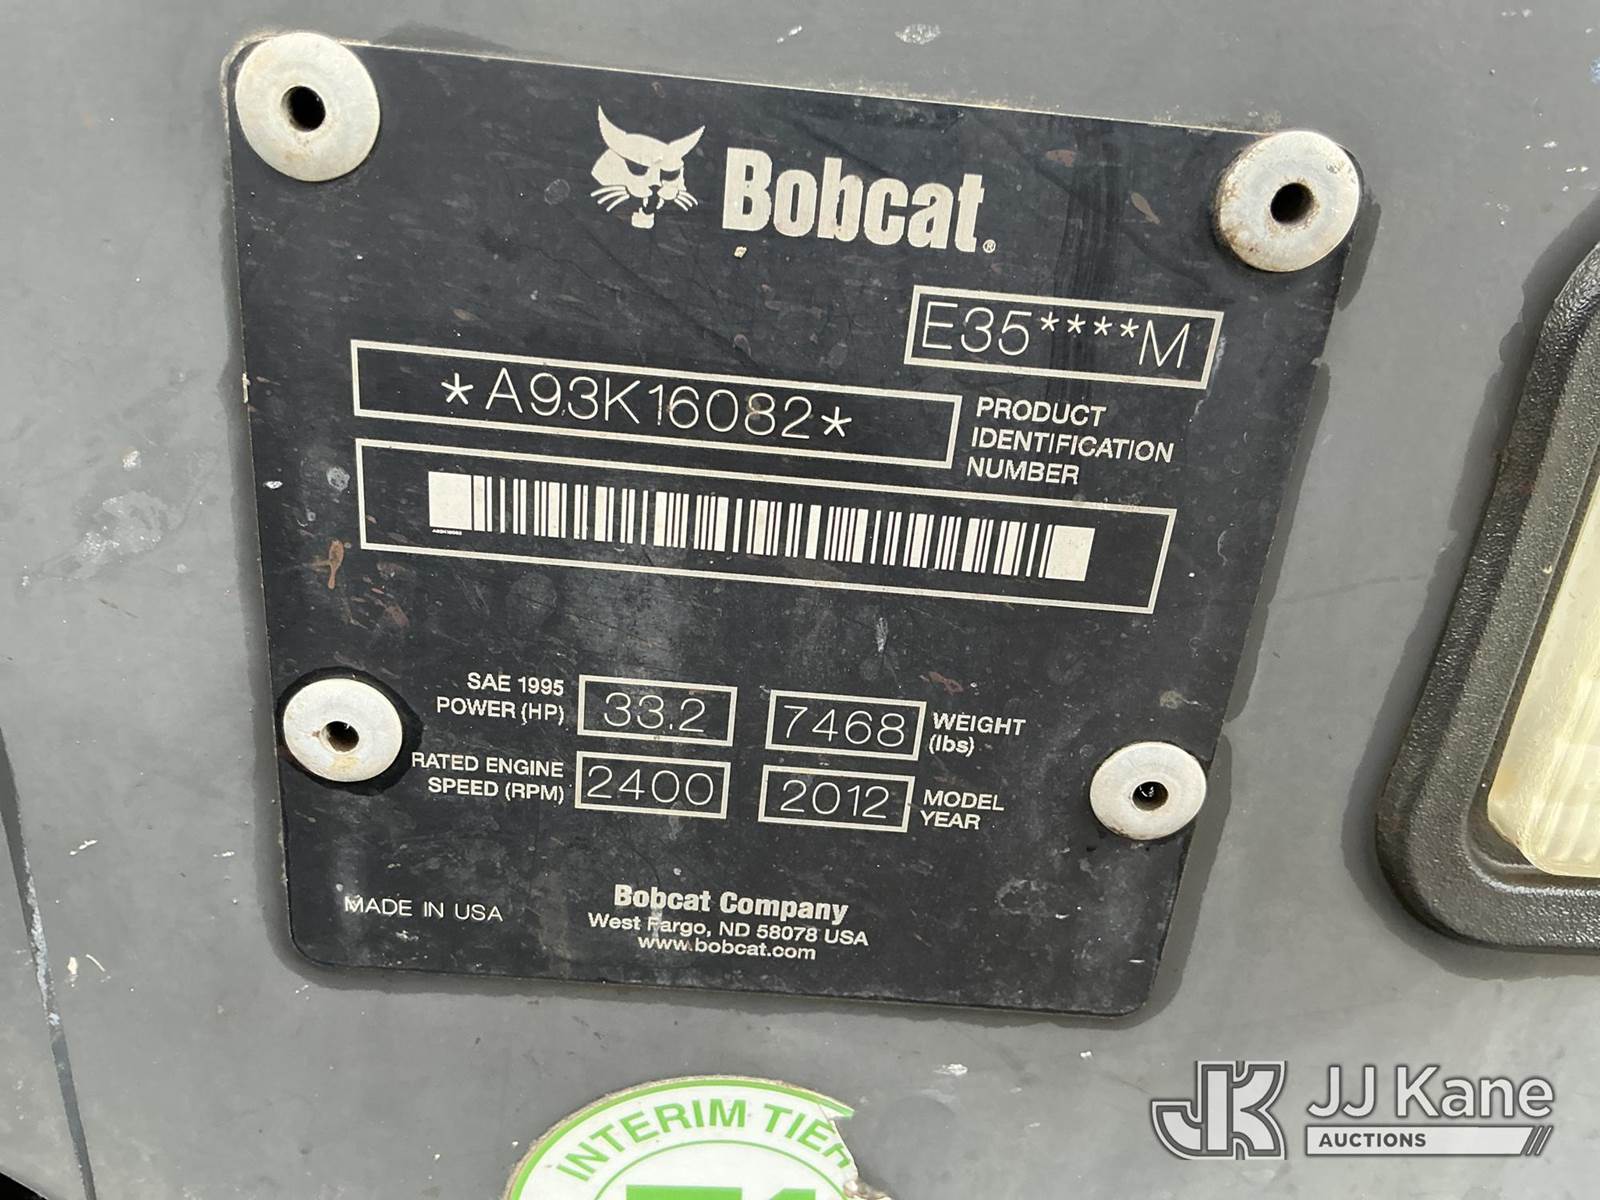 Bobcat®
E35****M
*A93K16082*
PRODUCT
IDENTIFICATION
NUMBER
A93K16082
SAE 1995
POWER (HP)
33.2
7468
WEIGHT
(lbs)
RATED ENGINE
SPEED (RPM)
2400
2012
MODEL
YEAR
MADE IN USA
Bobcat Company
West Fargo, ND 58078 USA
www.bobcat.com
INTERIM TIER
JK JJ Kane
AUCTIONS